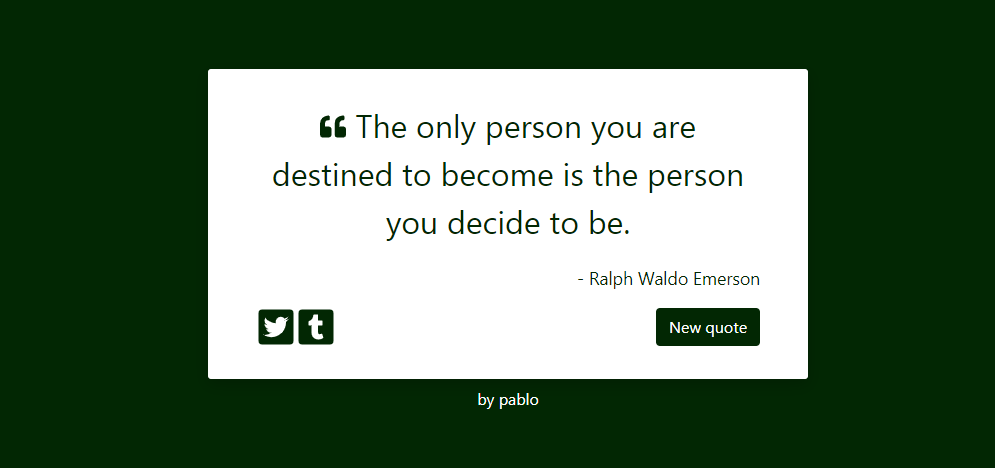 “ The only person you are
destined to become is the person
you decide to be.
- Ralph Waldo Emerson
New quote
by pablo